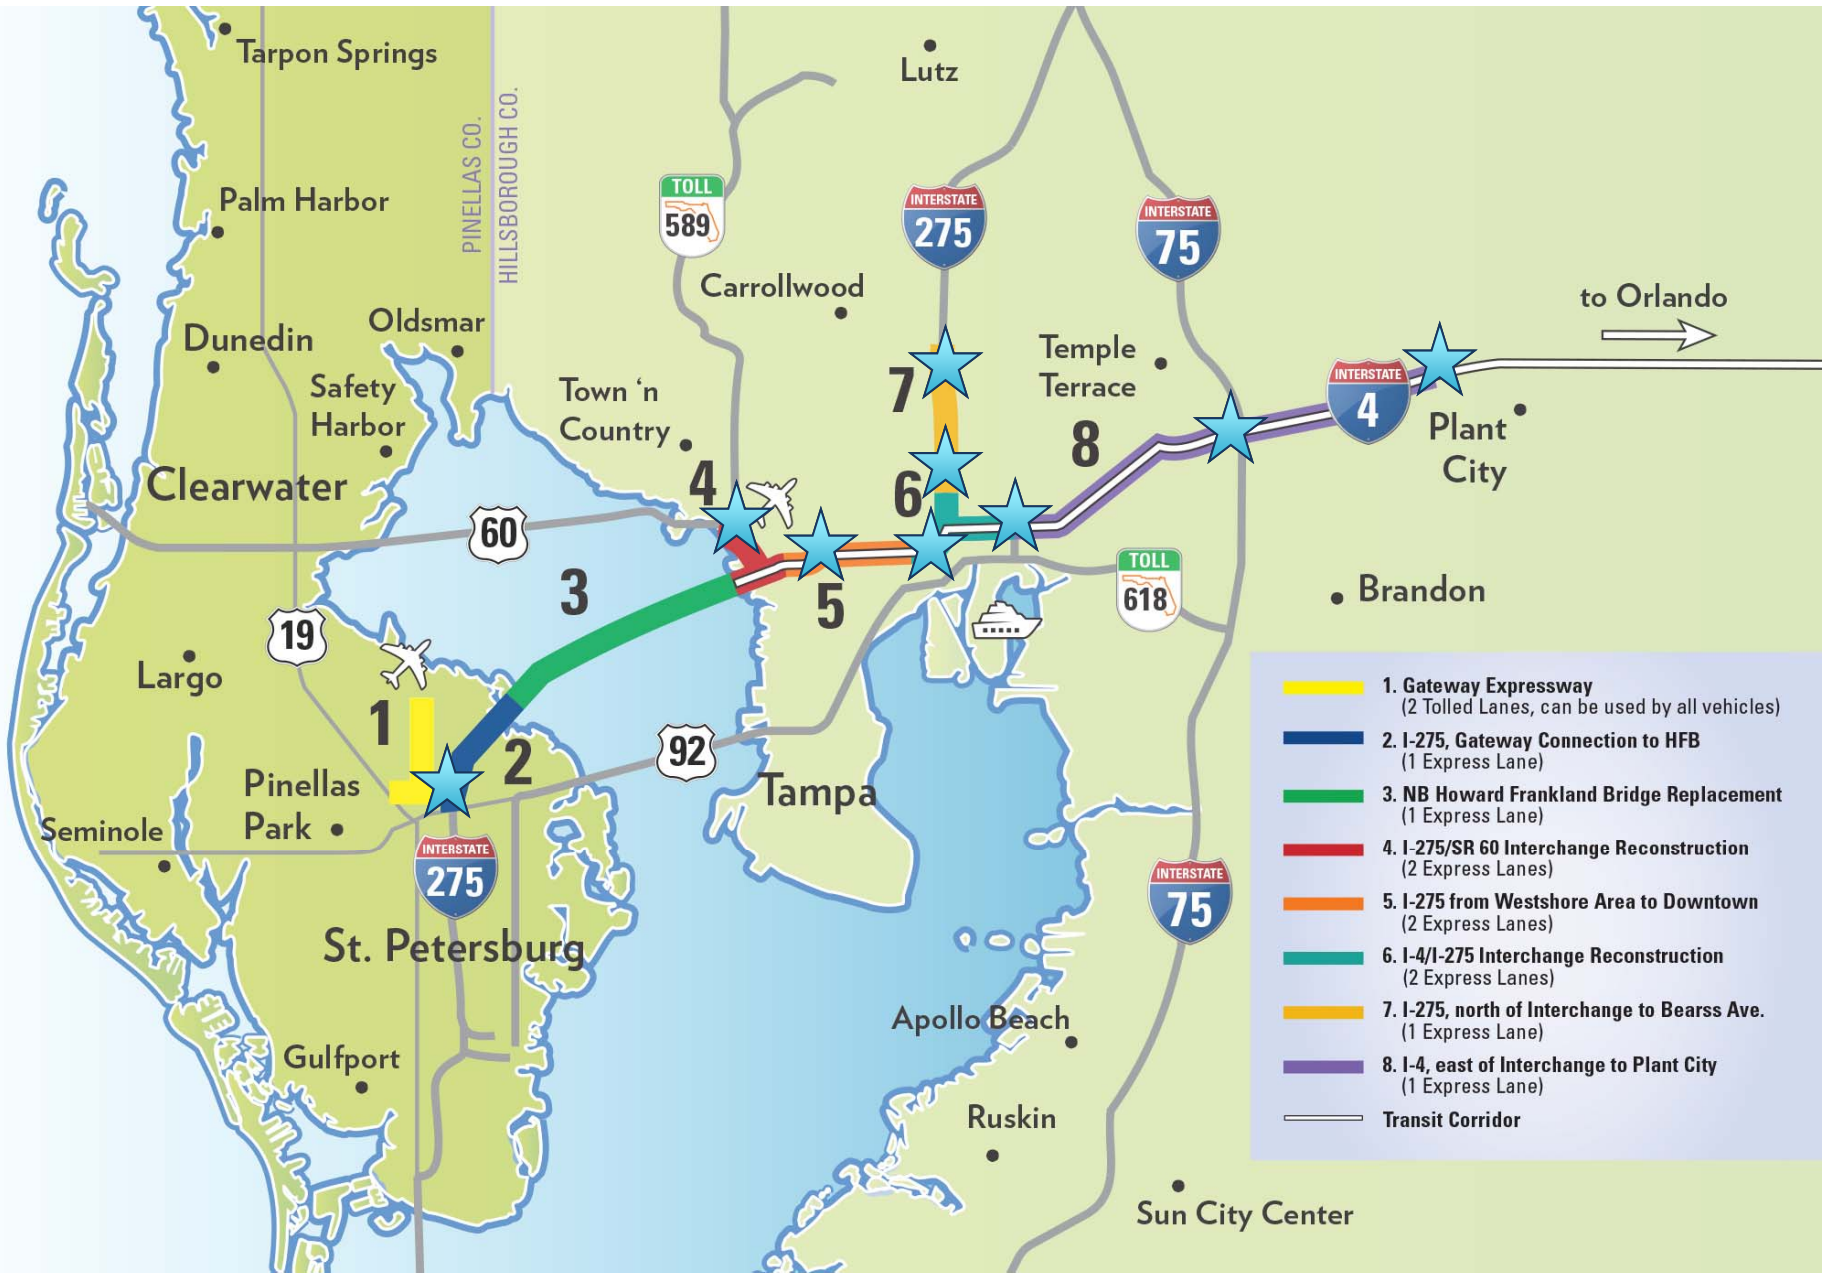 Tarpon Springs
Lutz
PINELLAS CO.
HILLSBOROUGH CO.
Palm Harbor
TOLL
589
INTERSTATE
275
INTERSTATE
75
Carrollwood
to Orlando
Oldsmar
Dunedin
Safety
Harbor
Town ‘n
Country
7
Temple
Terrace
INTERSTATE
4
Plant
City
8
Clearwater
4
6
60
3
5
TOLL
618
Brandon
19
Largo
1
2
92
Pinellas
Park
Tampa
Seminole
INTERSTATE
275
INTERSTATE
75
St. Petersburg
Apollo Beach
Gulfport
Ruskin
Sun City Center
1. Gateway Expressway
(2 Tolled Lanes, can be used by all vehicles)
2. I-275, Gateway Connection to HFB
(1 Express Lane)
3. NB Howard Frankland Bridge Replacement
(1 Express Lane)
4. I-275/SR 60 Interchange Reconstruction
(2 Express Lanes)
5. I-275 from Westshore Area to Downtown
(2 Express Lanes)
6. I-4/I-275 Interchange Reconstruction
(2 Express Lanes)
7. I-275, north of Interchange to Bearss Ave.
(1 Express Lane)
8. I-4, east of Interchange to Plant City
(1 Express Lane)
Transit Corridor